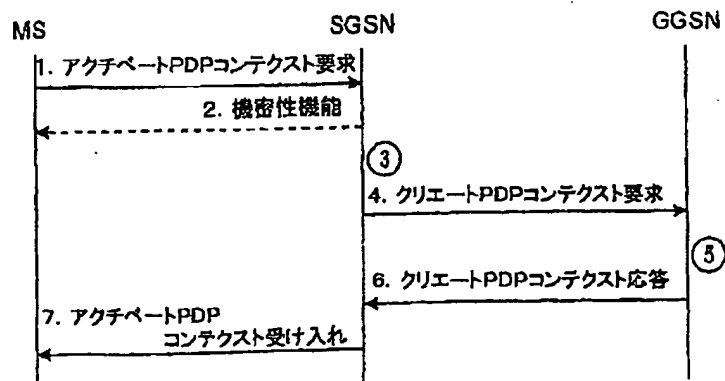 MS SGSN GGSN
1. アクチベートPDPコンテクスト要求
2. 機密性機能
③
4. クリエートPDPコンテクスト要求
⑤
6. クリエートPDPコンテクスト応答
7. アクチベートPDP
コンテクスト受け入れ